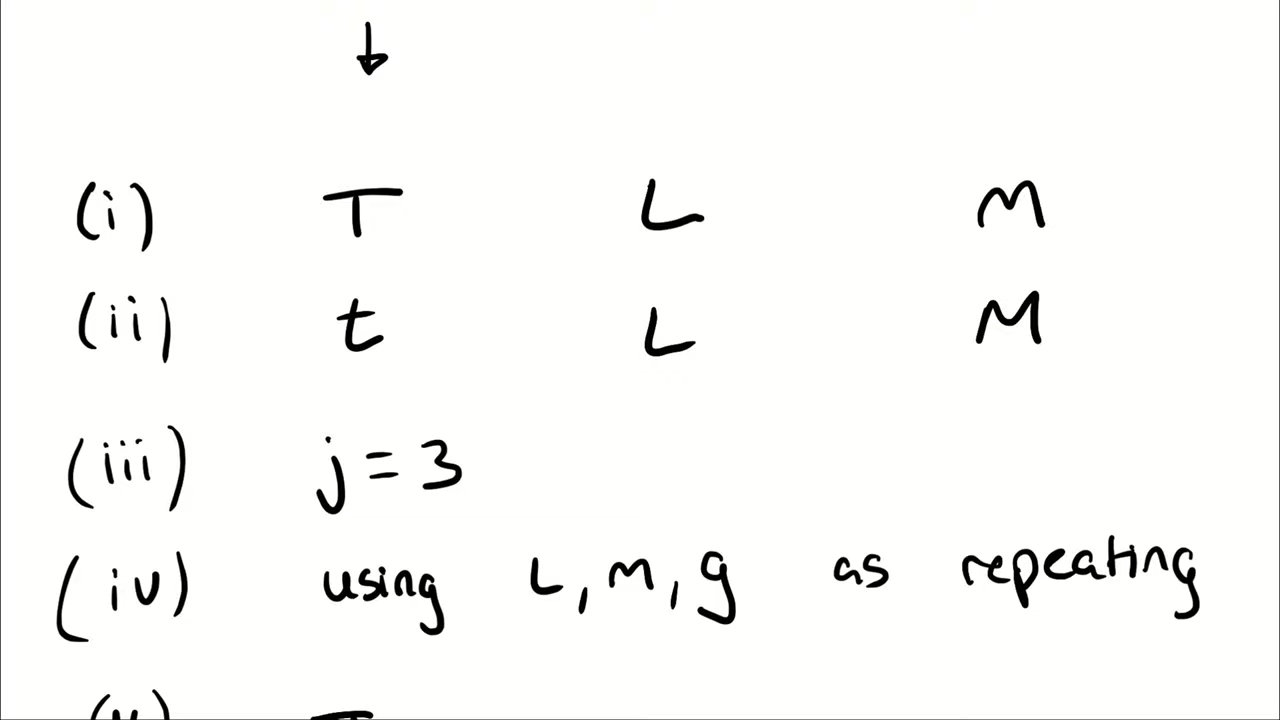 (i) T L M
(ii) t L M
(iii) j = 3
(iv) using L, m, g as repeating
(v)